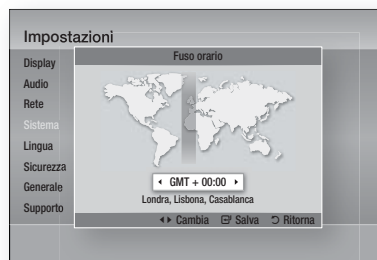 Impostazioni
Fuso orario
Display
Audio
Rete
Sistema
Lingua
Sicurezza
Generale
Supporto
GMT + 00:00
Londra, Lisbona, Casablanca
Cambia Salva Ritorna